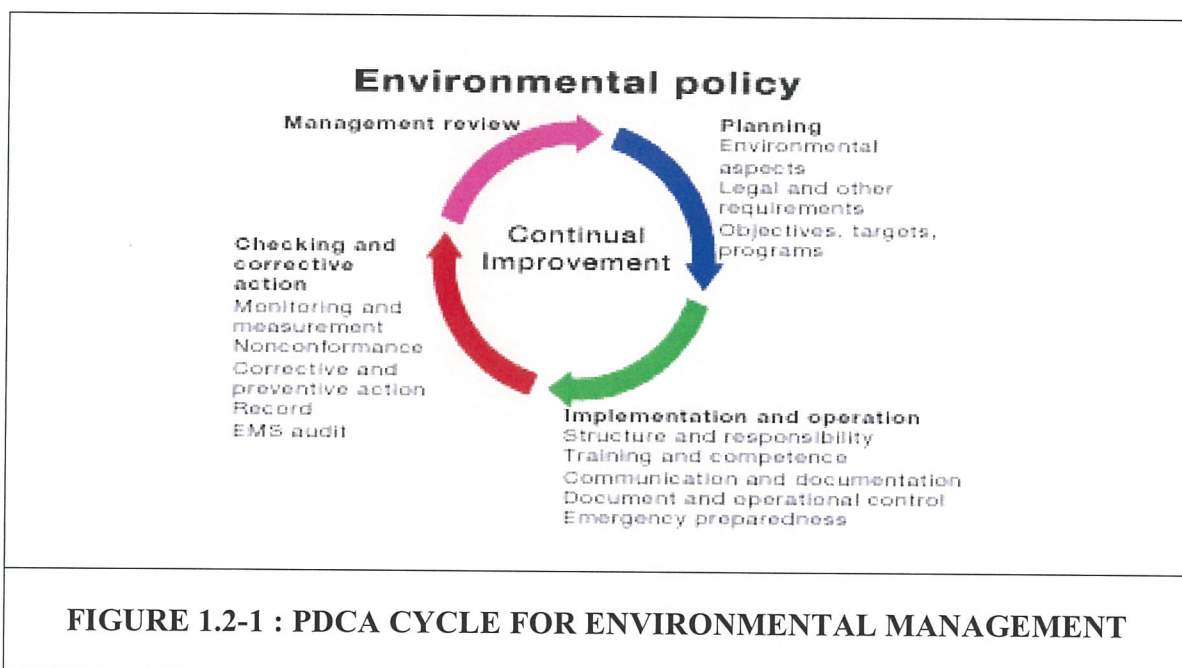 Environmental policy
Management review
Planning
Environmental
aspects
Legal and other
requirements
Objectives, targets,
programs
Continual
Improvement
Checking and
corrective
action
Monitoring and
measurement
Nonconformance
Corrective and
preventive action
Record
EMS audit
Implementation and operation
Structure and responsibility
Training and competence
Communication and documentation
Document and operational control
Emergency preparedness
FIGURE 1.2-1 : PDCA CYCLE FOR ENVIRONMENTAL MANAGEMENT